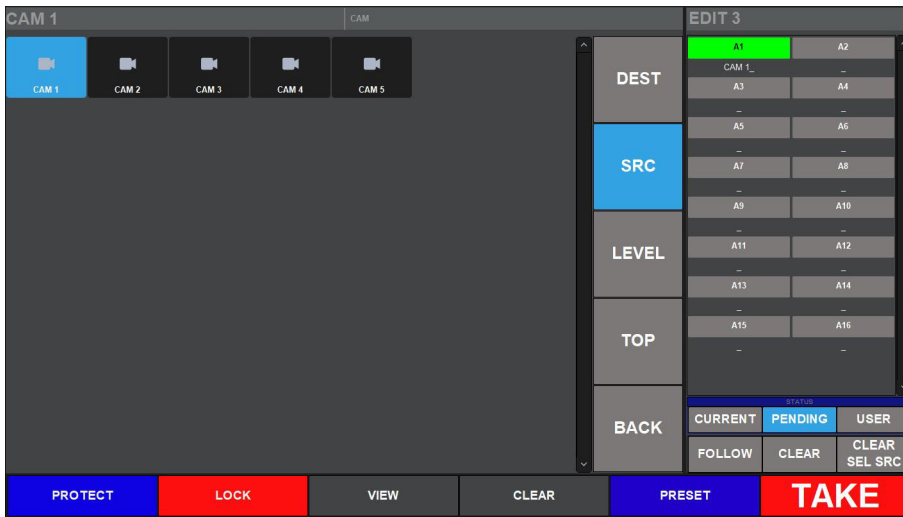 CAM 1 CAM EDIT 3
CAM 1 CAM 2 CAM 3 CAM 4 CAM 5
DEST
SRC
LEVEL
TOP
BACK
A1 A2
CAM 1_ _
A3 A4
_ _
A5 A6
_ _
A7 A8
_ _
A9 A10
_ _
A11 A12
_ _
A13 A14
_ _
A15 A16
_ _
STATUS
CURRENT PENDING USER
FOLLOW CLEAR CLEAR
SEL SRC
PROTECT LOCK VIEW CLEAR PRESET TAKE